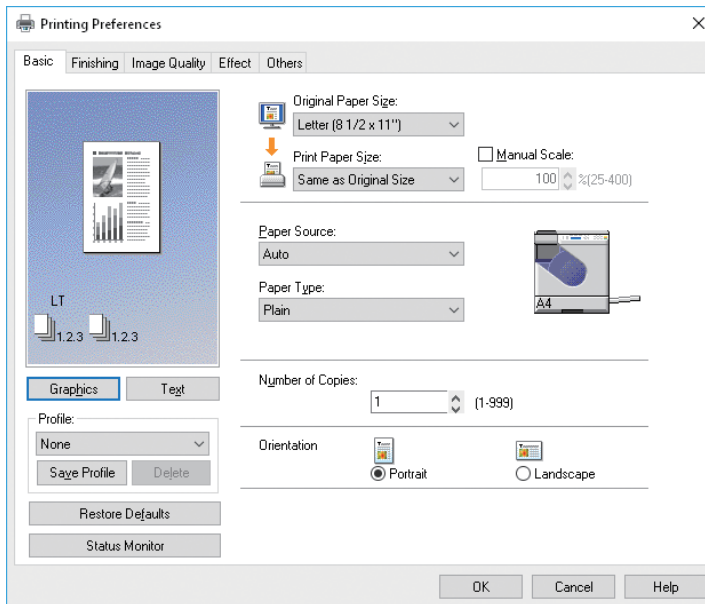 Printing Preferences
Basic
Finishing
Image Quality
Effect
Others
Original Paper Size:
Letter (8 1/2 x 11")
Print Paper Size:
Same as Original Size
Manual Scale:
100 %(25-400)
Paper Source:
Auto
A4
Paper Type:
Plain
LT
1.2.3
1.2.3
Graphics
Text
Number of Copies:
1 (1-999)
Profile:
None
Save Profile
Delete
Orientation
Portrait
Landscape
Restore Defaults
Status Monitor
OK
Cancel
Help